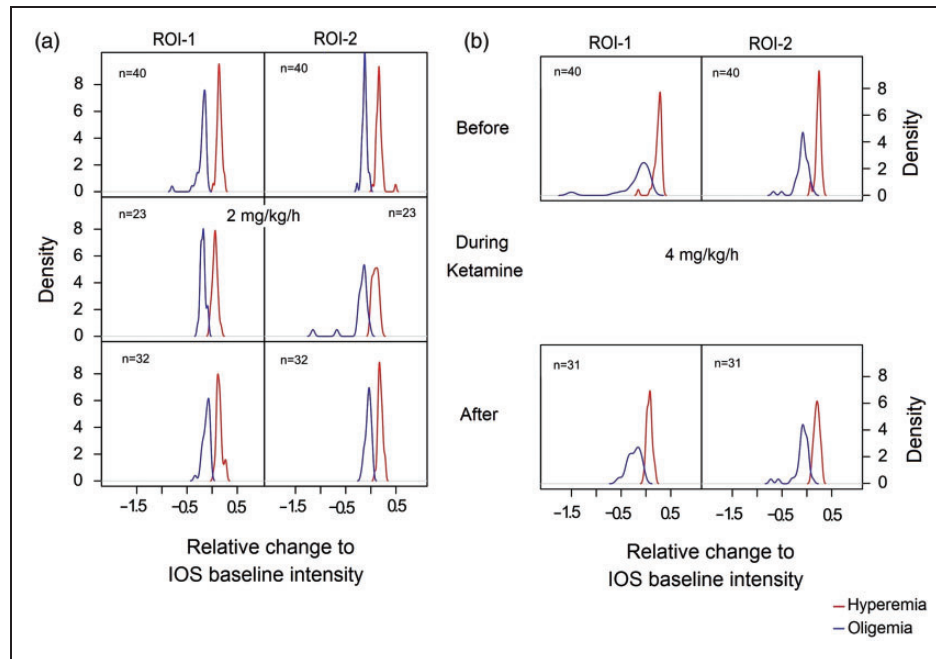 (a)
ROI-1 ROI-2
n=40 n=40
8
6
4
2
0
n=23 2 mg/kg/h n=23
8
6
4
2
0
Density
n=32 n=32
8
6
4
2
0
−1.5 −0.5 0.5 −1.5 −0.5 0.5
Relative change to
IOS baseline intensity
(b)
ROI-1 ROI-2
Before
n=40 n=40
8
6
4
2
0
Density
During
Ketamine
4 mg/kg/h
After
n=31 n=31
8
6
4
2
0
Density
−1.5 −0.5 0.5 −1.5 −0.5 0.5
Relative change to
IOS baseline intensity
Hyperemia
Oligemia